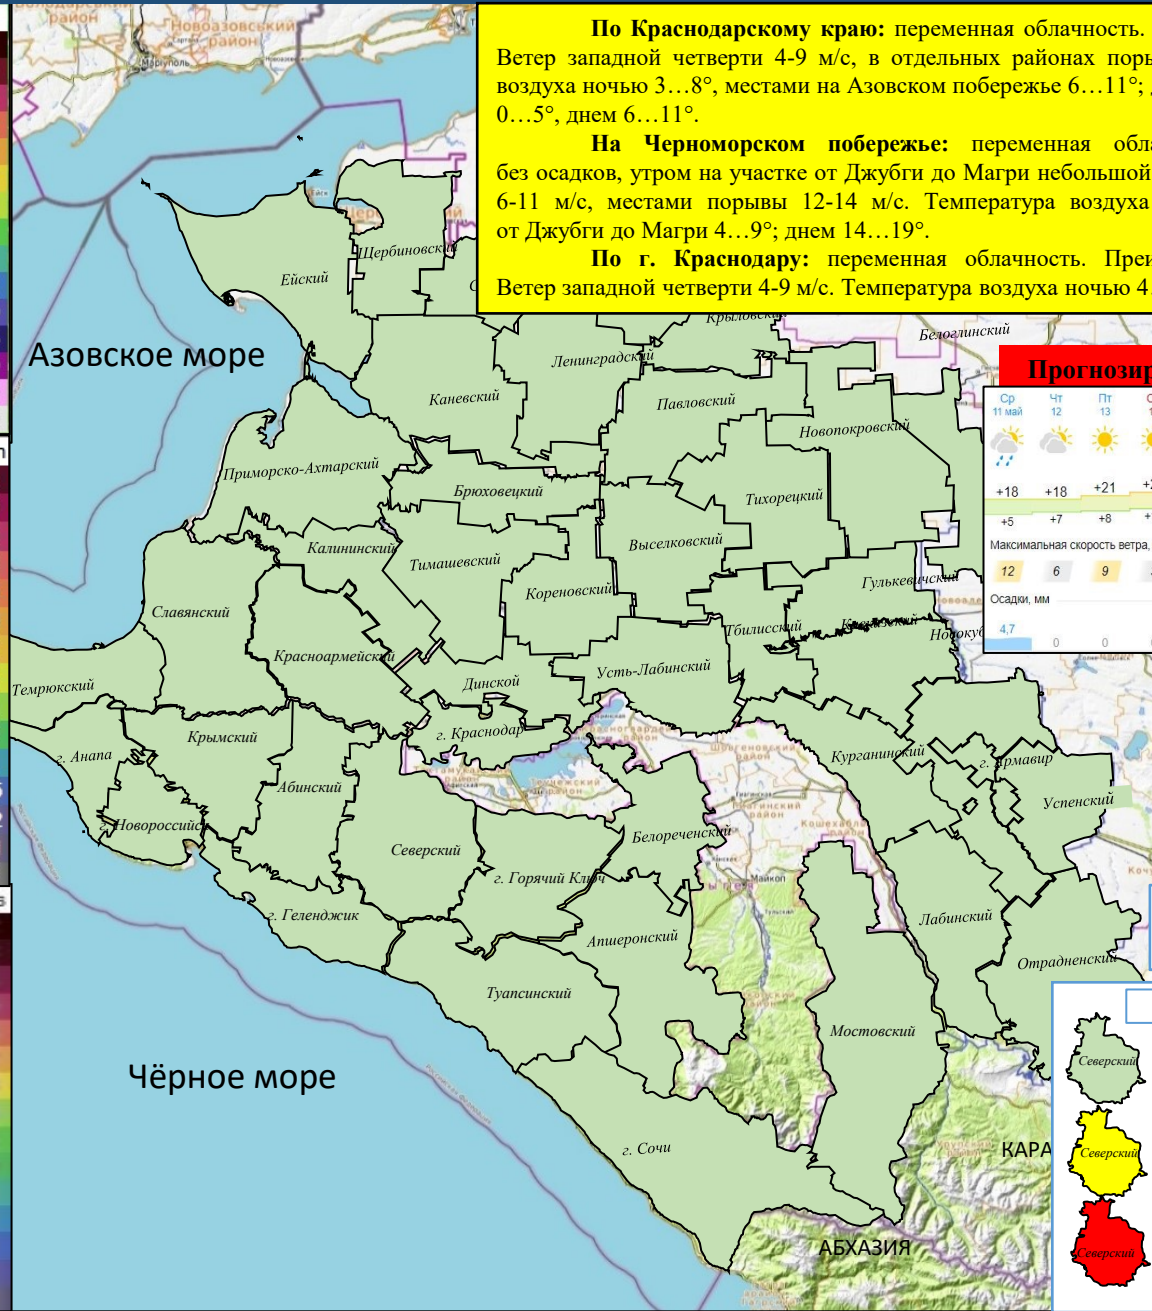 По Краснодарскому краю: переменная облачность.
Ветер западной четверти 4-9 м/с, в отдельных районах поры
воздуха ночью 3…8°, местами на Азовском побережье 6…11°;
0…5°, днем 6…11°.
На Черноморском побережье: переменная обла
без осадков, утром на участке от Джубги до Магри небольшой
6-11 м/с, местами порывы 12-14 м/с. Температура воздуха
от Джубги до Магри 4…9°; днем 14…19°.
По г. Краснодару: переменная облачность. Преи
Ветер западной четверти 4-9 м/с. Температура воздуха ночью 4
Новоазовский
район
Мариуполь
Щербиновский
Ейский
Крыловский
Белоглинский
Азовское море
Ленинградский
Прогнозир
Каневский
Павловский
Новопокровский
Ср
11 май
Чт
12
Пт
13
+18
+18
+21
+5
+7
+8
Максимальная скорость ветра,
12
6
9
Осадки, мм
4,7
0
0
Приморско-Ахтарский
Брюховецкий
Тихорецкий
Калининский
Тимашевский
Выселковский
Кореновский
Гулькевичский
Славянский
Тбилисский
Кавказский
Новокуб
Красноармейский
Динской
Усть-Лабинский
Темрюкский
г. Краснодар
Крымский
г. Анапа
Курганинский
г. Армавир
Абинский
Успенский
г. Новороссийск
Северский
Белореченский
г. Горячий Ключ
Майкоп
г. Геленджик
Лабинский
Апшеронский
Отрадненский
Туапсинский
Мостовский
Чёрное море
г. Сочи
КАРА
АБХАЗИЯ
Северский
Северский
Северский